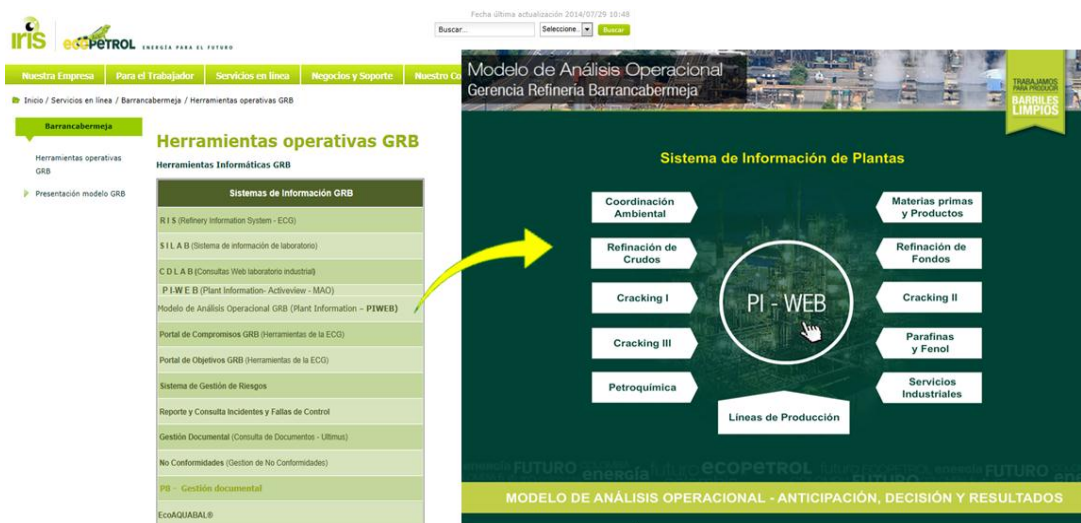 Fecha última actualización 2014/07/29 10:48
iris
ecoPETROL ENERGÍA PARA EL FUTURO
Buscar...
Seleccione..
Buscar
Nuestra Empresa
Para el Trabajador
Servicios en línea
Negocios y Soporte
Nuestro Co
Inicio / Servicios en línea / Barrancabermeja / Herramientas operativas GRB
Barrancabermeja
Herramientas operativas
GRB
Presentación modelo GRB
Herramientas operativas GRB
Herramientas Informáticas GRB
Sistemas de Información GRB
R I S (Refinery Information System - ECG)
S I L A B (Sistema de información de laboratorio)
C D L A B (Consultas Web laboratorio industrial)
P I-W E B (Plant Information- Activeview - MAO)
Modelo de Análisis Operacional GRB (Plant Information – PIWEB)
Portal de Compromisos GRB (Herramientas de la ECG)
Portal de Objetivos GRB (Herramientas de la ECG)
Sistema de Gestión de Riesgos
Reporte y Consulta Incidentes y Fallas de Control
Gestión Documental (Consulta de Documentos - Ultimus)
No Conformidades (Gestion de No Conformidades)
P8 – Gestión documental
EcoAQUABAL®
Modelo de Análisis Operacional
Gerencia Refinería Barrancabermeja
TRABAJAMOS
PARA PRODUCIR
BARRILES
LIMPIOS
Sistema de Información de Plantas
Coordinación
Ambiental
Materias primas
y Productos
Refinación de
Crudos
Refinación de
Fondos
Cracking I
PI - WEB
Cracking II
Cracking III
Parafinas
y Fenol
Petroquímica
Servicios
Industriales
Líneas de Producción
FUTURO energía futuro ecoPETROL futuro ECOPETROL energía FUTURO
MODELO DE ANÁLISIS OPERACIONAL - ANTICIPACIÓN, DECISIÓN Y RESULTADOS